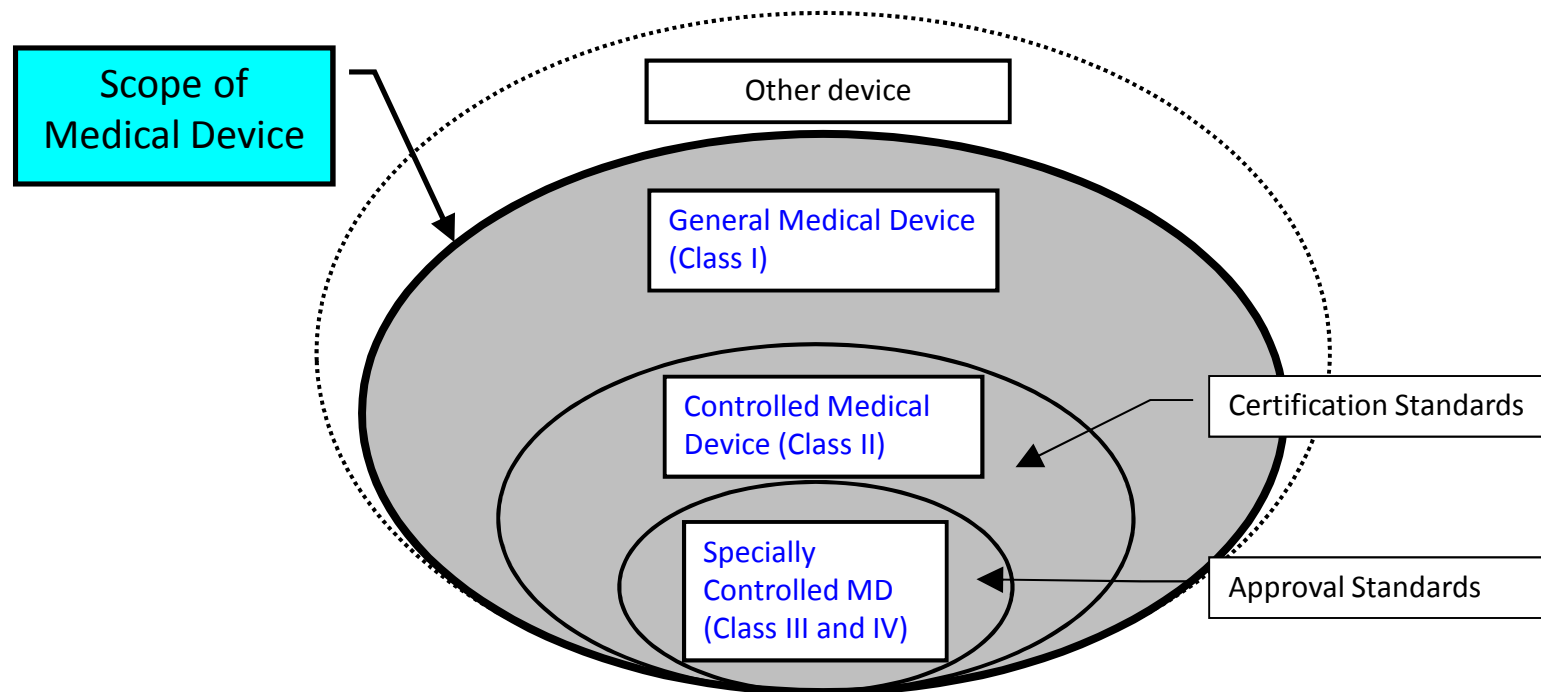 Scope of
Medical Device
Other device
General Medical Device
(Class I)
Controlled Medical
Device (Class II)
Certification Standards
Specially
Controlled MD
(Class III and IV)
Approval Standards